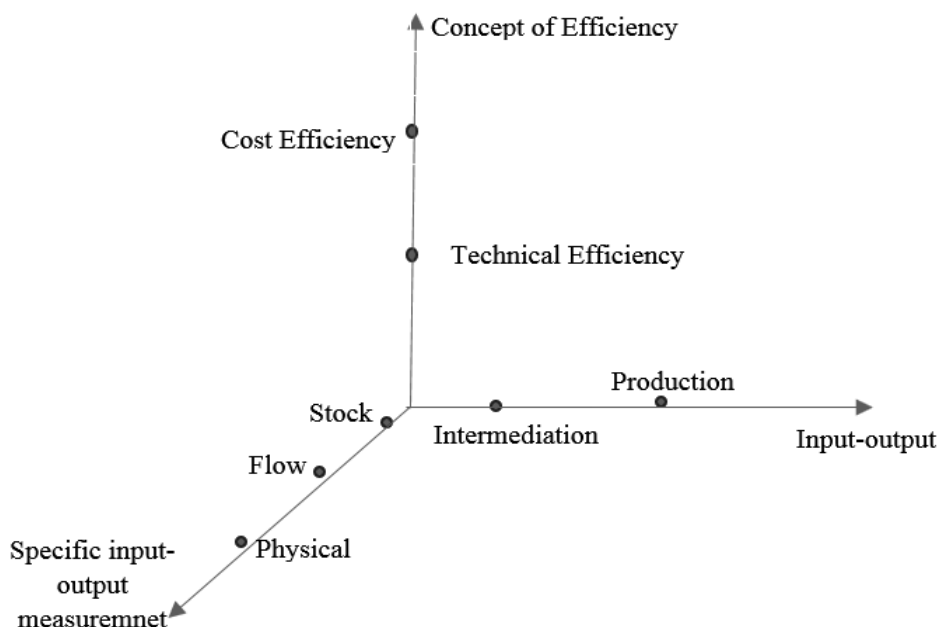 Concept of Efficiency
Cost Efficiency
Technical Efficiency
Production
Stock
Intermediation
Input-output
Flow
Physical
Specific input-
output
measuremnet